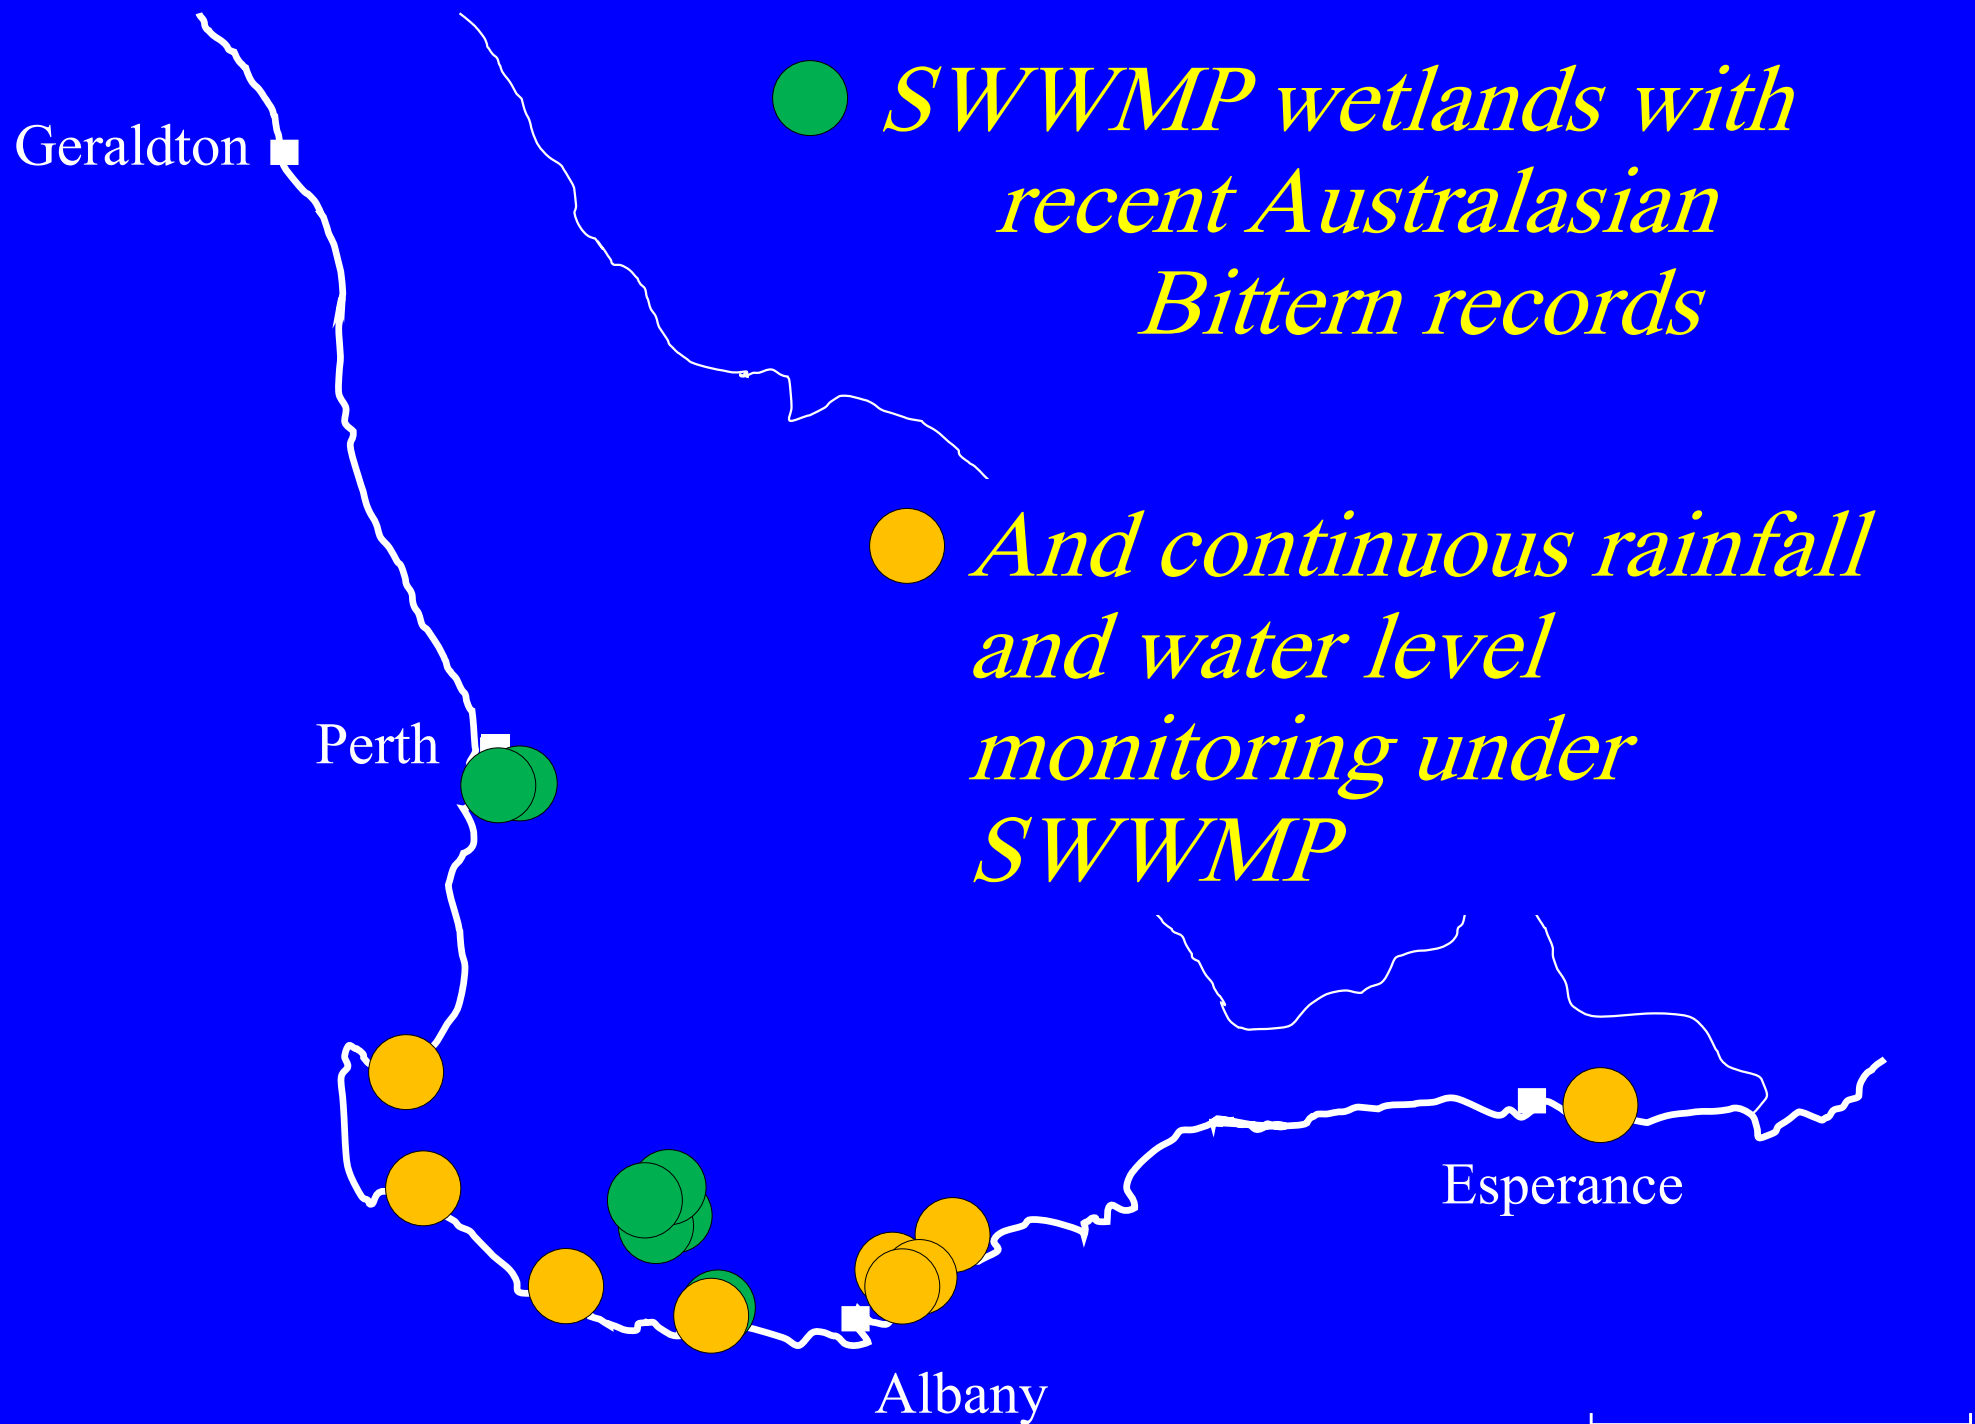 SWWMP wetlands with
recent Australasian
Bittern records
Geraldton
And continuous rainfall
and water level
monitoring under
SWWMP
Perth
Esperance
Albany